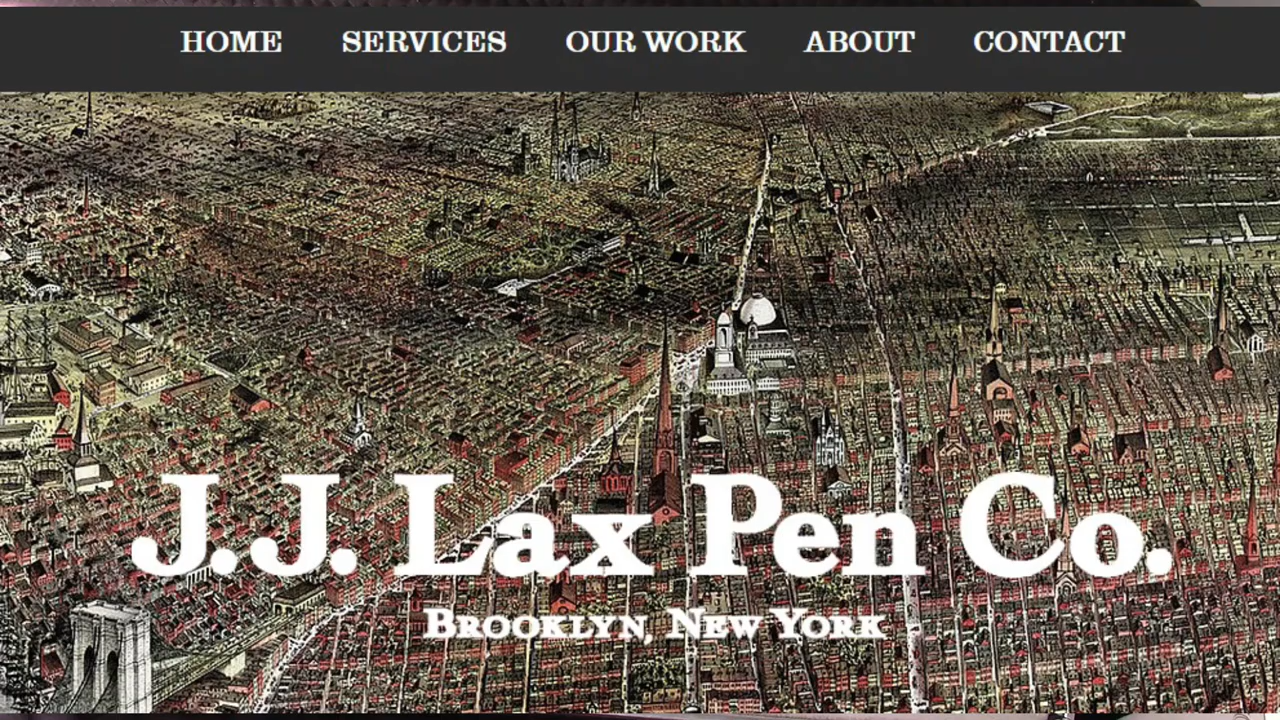 HOME SERVICES OUR WORK ABOUT CONTACT
J.J. Lax Pen Co.
Brooklyn, New York